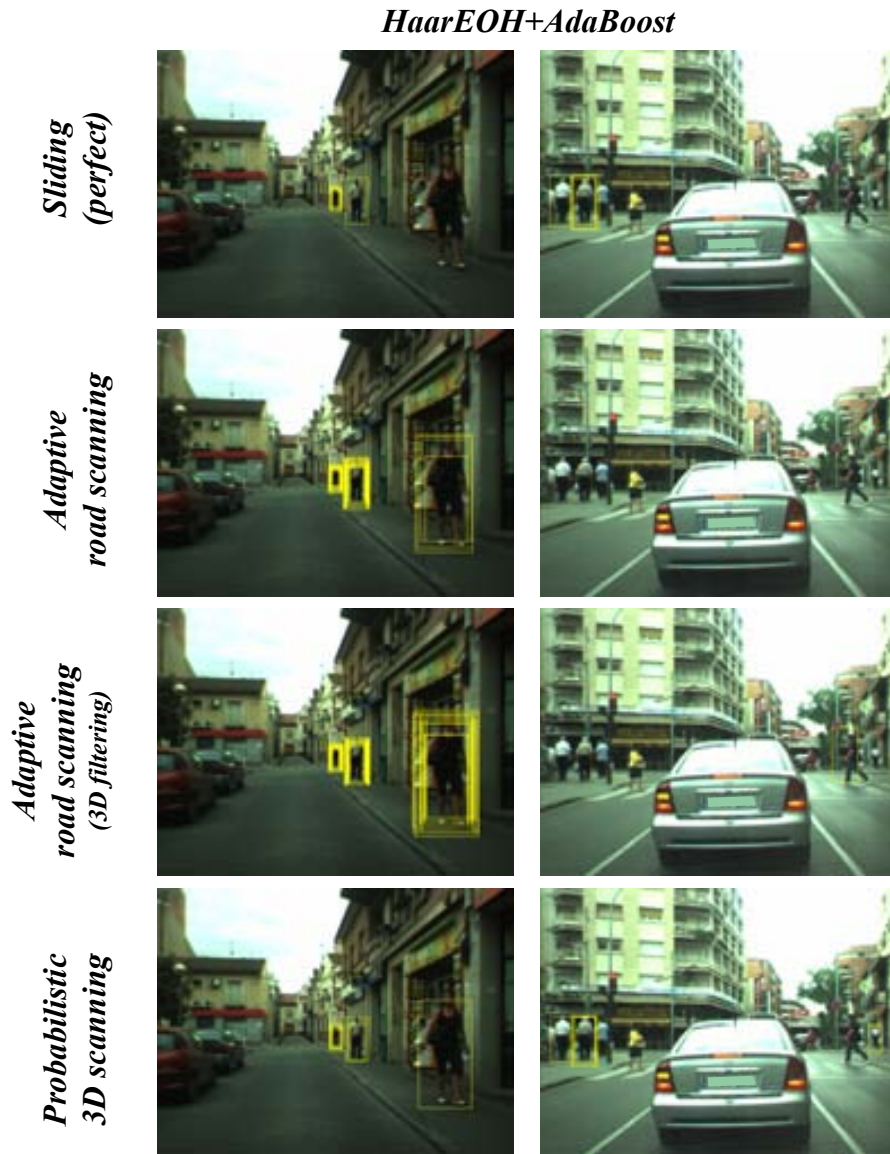 HaarEOH+AdaBoost
Sliding
(perfect)
Adaptive
road scanning
Adaptive
road scanning
(3D filtering)
Probabilistic
3D scanning